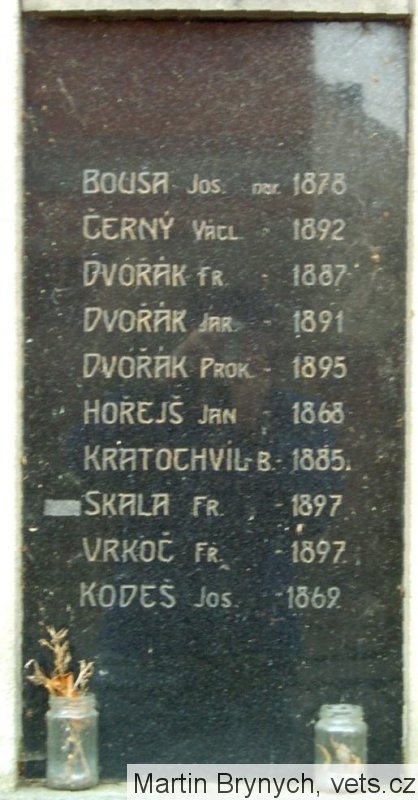 BOUŠA Jos. nar. 1878
ČERNÝ Václ. - 1892
DVOŘÁK Fr. - 1887
DVOŘÁK Jar. - 1891
DVOŘÁK Prok. - 1895
HOŘEJŠ Jan - 1868
KRATOCHVÍL B. - 1885.
SKALA Fr. - 1897
VRKOČ Fr. - 1897
KODEŠ Jos. - 1869
Martin Brynych, vets.cz